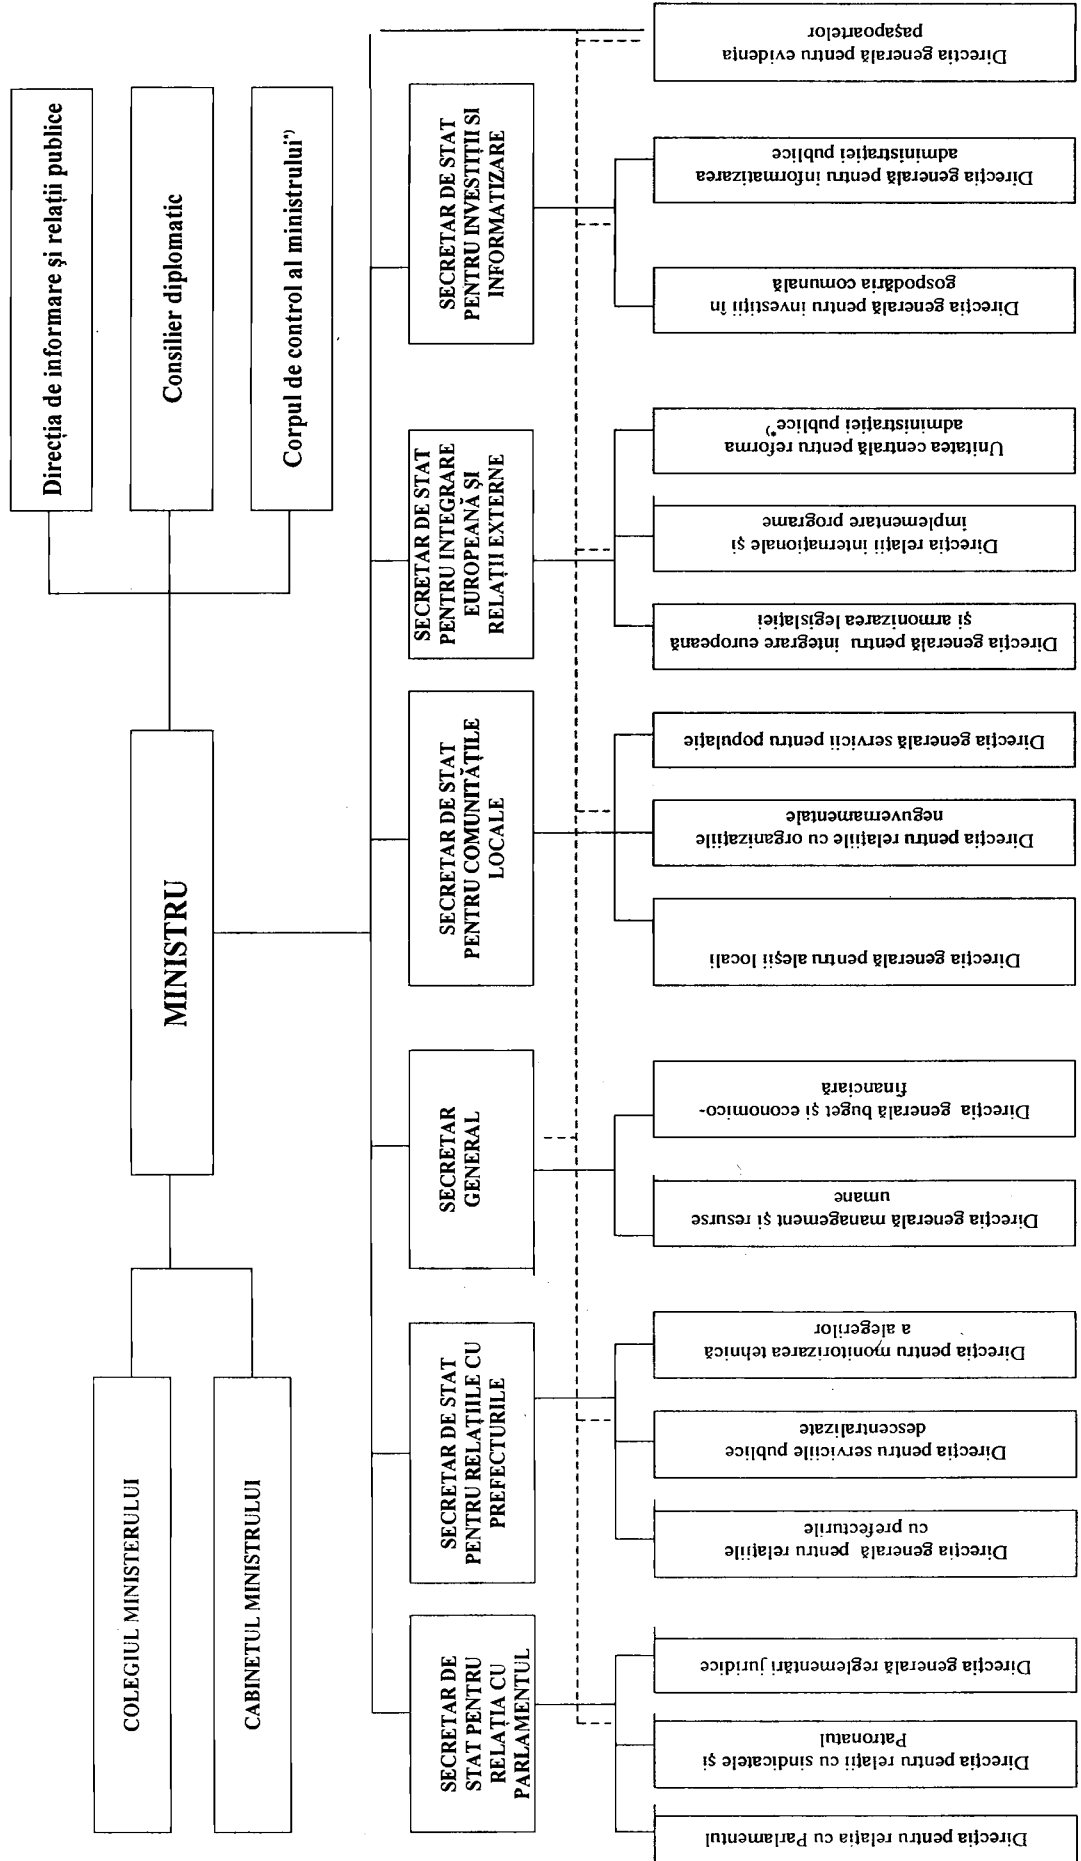 COLEGIUL MINISTERULUI
CABINETUL MINISTRULUI
MINISTRU
Direcția de informare și relații publice
Consilier diplomatic
Corpul de control al ministrului*)
SECRETAR DE
STAT PENTRU
RELAȚIA CU
PARLAMENTUL
SECRETAR DE STAT
PENTRU RELAȚIILE CU
PREFECTURILE
SECRETAR
GENERAL
SECRETAR DE STAT
PENTRU COMUNITĂȚILE
LOCALE
SECRETAR DE STAT
PENTRU INTEGRARE
EUROPEANĂ ȘI
RELAȚII EXTERNE
SECRETAR DE STAT
PENTRU INVESTIȚII SI
INFORMATIZARE
Direcția pentru relația cu Parlamentul
Direcția pentru relații cu sindicatele și
Patronatul
Direcția generală reglementări juridice
Direcția generală pentru relațiile
cu prefecturile
Direcția pentru serviciile publice
descentralizate
Direcția pentru monitorizarea tehnică
a alegerilor
Direcția generală management și resurse
umane
Direcția generală buget și economico-
financiară
Direcția generală pentru aleșii locali
Direcția pentru relațiile cu organizațiile
neguvernamentale
Direcția generală servicii pentru populație
Direcția generală pentru integrare europeană
și armonizarea legislației
Direcția relații internaționale și
implementare programe
Unitatea centrală pentru reforma
administrației publice*)
Direcția generală pentru investiții în
gospodăria comunală
Direcția generală pentru informatizarea
administrației publice
Direcția generală pentru evidența
pașapoartelor